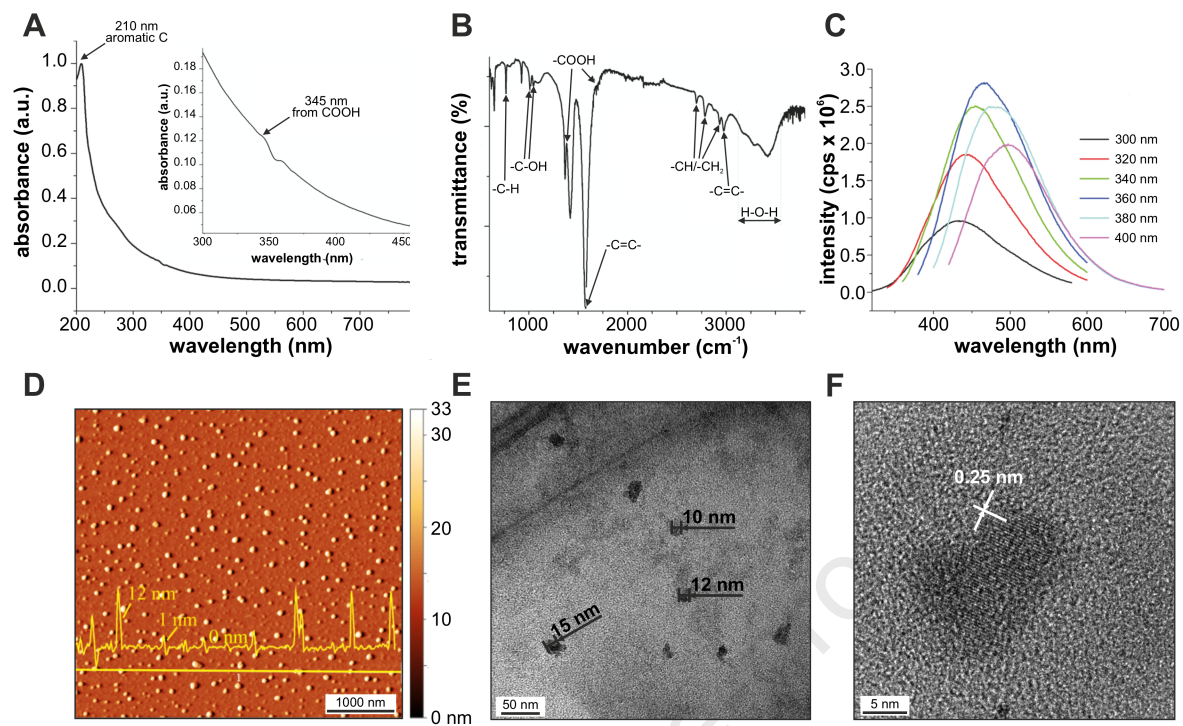 A
210 nm
aromatic C
absorbance (a.u.)
1.0
0.8
0.6
0.4
0.2
0.0
200
300
400
500
600
700
wavelength (nm)
absorbance (a.u.)
0.18
0.16
0.14
0.12
0.10
0.08
0.06
345 nm
from COOH
300
350
400
450
wavelength (nm)
B
transmittance (%)
-COOH
-C-OH
-C-H
-CH/-CH2
-C=C-
H-O-H
-C=C-
1000
2000
3000
wavenumber (cm-1)
C
intensity (cps x 10^6)
3.0
2.5
2.0
1.5
1.0
0.5
0.0
300 nm
320 nm
340 nm
360 nm
380 nm
400 nm
400
500
600
700
wavelength (nm)
D
12 nm
1 nm
0 nm
1000 nm
33
30
20
10
0 nm
E
10 nm
12 nm
15 nm
50 nm
F
0.25 nm
5 nm